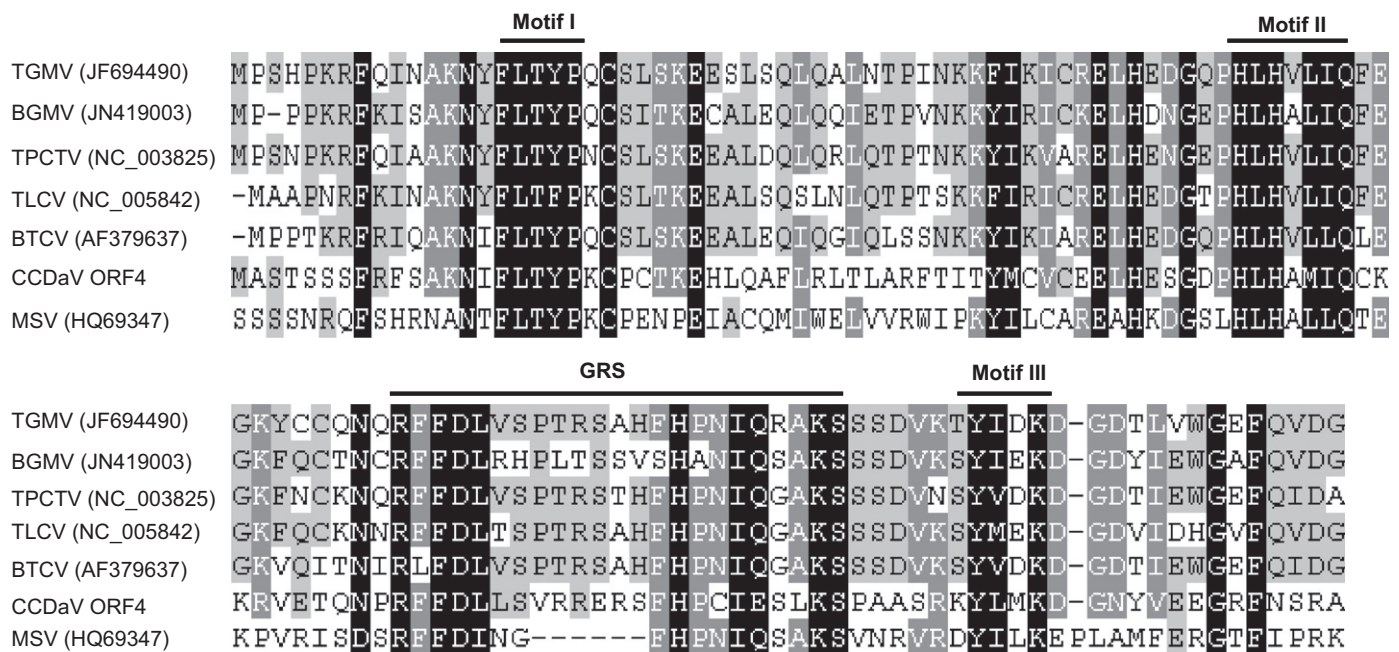 Motif I Motif II
TGMV (JF694490) MPSHPKRFQINAKNYFLTYPQCSLSKEESLSQLQALNTPINKKFIKICRELHEDGQPHLHVLIQFE
BGMV (JN419003) MP-PPKRFKISAKNYFLTYPQCSITKECALEQLQQIETPVNKKYIRICKELHDNGEPHLHALIQFE
TPCTV (NC_003825) MPSNPKRFQIAAKNYFLTYPNCSLSKEEALDQLQRLQTPTNKKYIKVARELHENGEPHLHVLIQFE
TLCV (NC_005842) -MAAPNRFKINAKNYFLTFPKCSLTKEEALSQSLNLQTPTSKKFIRICRELHEDGTPHLHVLIQFE
BTCV (AF379637) -MPPTKRFRIQAKNIFLTYPQCSLSKEEALEQIQGIQLSSNKKYIKIARELHEDGQPHLHVLLQLE
CCDaV ORF4 MASTSSSFRFSAKNIFLTYPKCPCTKEHLQAFLRLTLARFTITYMCVCEELHESGDPHLHAMIQCK
MSV (HQ69347) SSSSNRQFSHRNANTFLTYPKCPENPEIACQMIWELVVRWIPKYILCAREAHKDGSLHLHALLQTE
GRS Motif III
TGMV (JF694490) GKYCCQNQRFFDLVSPTRSAHFHPNIQRAKSSSDVKTYIDKD-GDTLVWGEFQVDG
BGMV (JN419003) GKFQCTNCRFFDLRHPLTSSVSHANIQSAKSSSDVKSYIEKD-GDYIEWGAFQVDG
TPCTV (NC_003825) GKFNCKNQRFFDLVSPTRSTHFHPNIQGAKSSSDVNSYVDKD-GDTIEWGEFQIDA
TLCV (NC_005842) GKFQCKNNRFFDLTSPTRSAHFHPNIQGAKSSSDVKSYMEKD-GDVIDHGVFQVDG
BTCV (AF379637) GKVQITNIRLFDLVSPTRSAHFHPNIQGAKSSSDVKSYVDKD-GDTIEWGEFQIDG
CCDaV ORF4 KRVETQNPRFFDLLSVRRERSFHPCIESLKSPAASRKYLMKD-GNYVEEGRFNSRA
MSV (HQ69347) KPVRISDSRFFDING------FHPNIQSAKSVNRVRDYILKEPLAMFERGTFIPRK